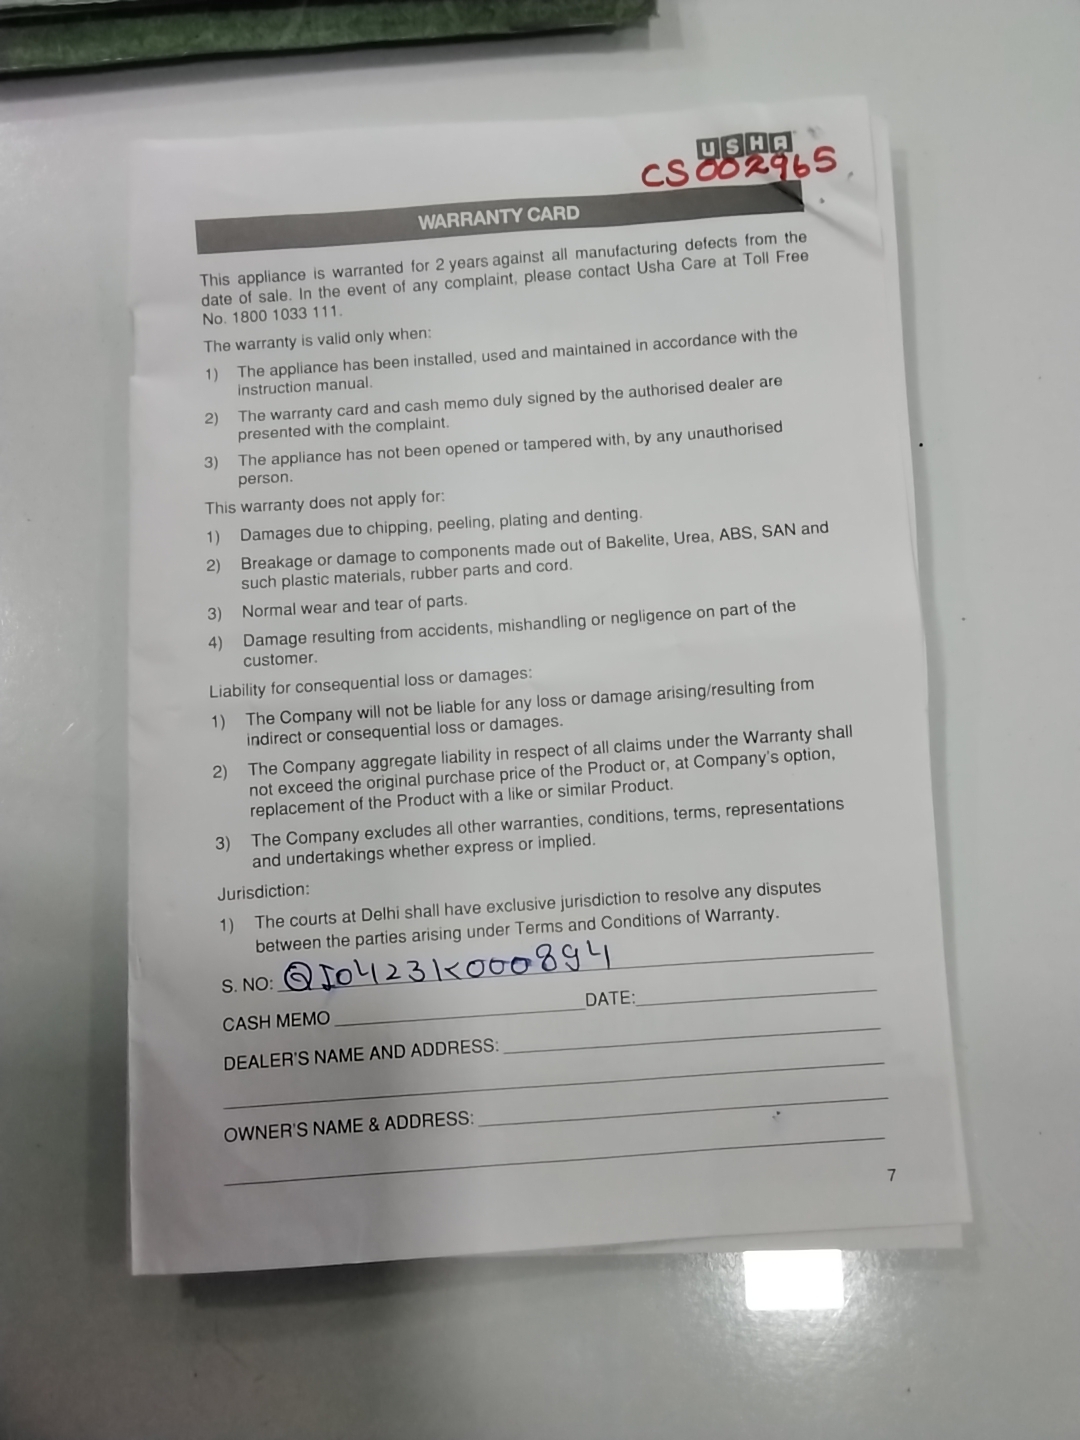 USHA
CS002965
WARRANTY CARD
This appliance is warranted for 2 years against all manufacturing defects from the
date of sale. In the event of any complaint, please contact Usha Care at Toll Free
No. 1800 1033 111.
The warranty is valid only when:
1) The appliance has been installed, used and maintained in accordance with the
instruction manual.
2) The warranty card and cash memo duly signed by the authorised dealer are
presented with the complaint.
3) The appliance has not been opened or tampered with, by any unauthorised
person.
This warranty does not apply for:
1) Damages due to chipping, peeling, plating and denting.
2) Breakage or damage to components made out of Bakelite, Urea, ABS, SAN and
such plastic materials, rubber parts and cord.
3) Normal wear and tear of parts.
4) Damage resulting from accidents, mishandling or negligence on part of the
customer.
Liability for consequential loss or damages:
1) The Company will not be liable for any loss or damage arising/resulting from
indirect or consequential loss or damages.
2) The Company aggregate liability in respect of all claims under the Warranty shall
not exceed the original purchase price of the Product or, at Company's option,
replacement of the Product with a like or similar Product.
3) The Company excludes all other warranties, conditions, terms, representations
and undertakings whether express or implied.
Jurisdiction:
1) The courts at Delhi shall have exclusive jurisdiction to resolve any disputes
between the parties arising under Terms and Conditions of Warranty.
S. NO: QJ04231K000894
CASH MEMO DATE:
DEALER'S NAME AND ADDRESS:
OWNER'S NAME & ADDRESS:
7